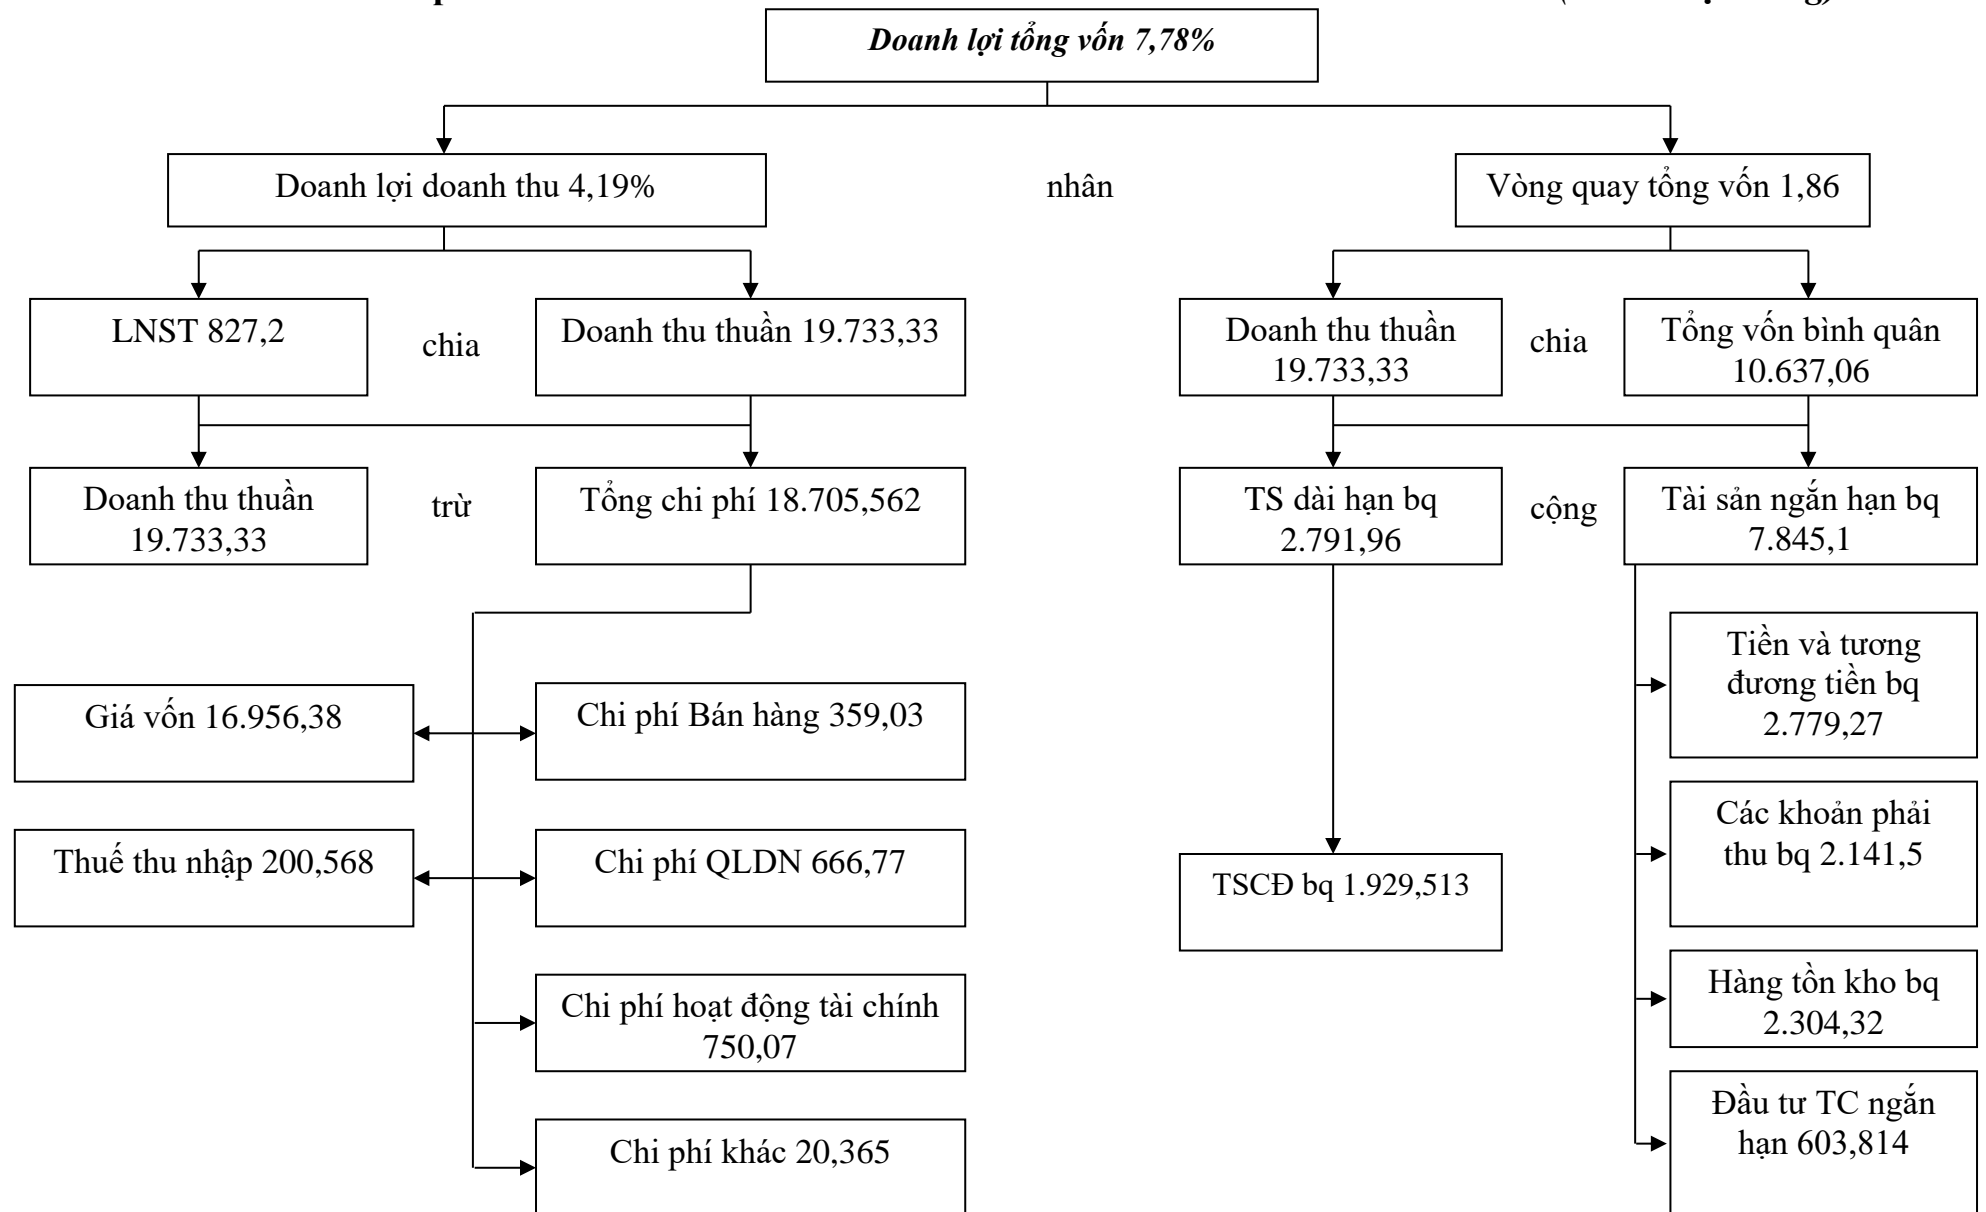 Doanh lợi tổng vốn 7,78%
Doanh lợi doanh thu 4,19%
nhân
Vòng quay tổng vốn 1,86
LNST 827,2
chia
Doanh thu thuần 19.733,33
Doanh thu thuần
19.733,33
chia
Tổng vốn bình quân
10.637,06
Doanh thu thuần
19.733,33
trừ
Tổng chi phí 18.705,562
TS dài hạn bq
2.791,96
cộng
Tài sản ngắn hạn bq
7.845,1
Tiền và tương
đương tiền bq
2.779,27
Giá vốn 16.956,38
Chi phí Bán hàng 359,03
Các khoản phải
thu bq 2.141,5
Thuế thu nhập 200,568
Chi phí QLDN 666,77
TSCĐ bq 1.929,513
Chi phí hoạt động tài chính
750,07
Hàng tồn kho bq
2.304,32
Chi phí khác 20,365
Đầu tư TC ngắn
hạn 603,814